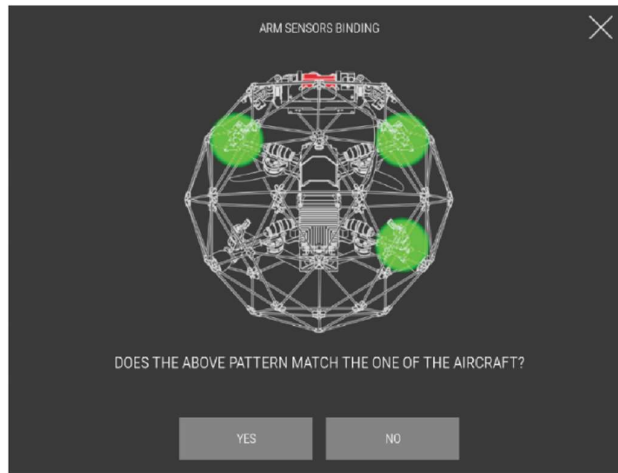 ARM SENSORS BINDING
DOES THE ABOVE PATTERN MATCH THE ONE OF THE AIRCRAFT?
YES
NO